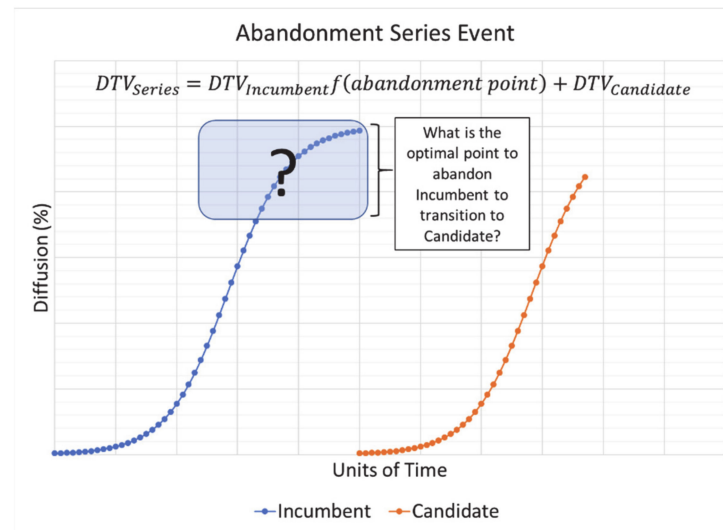 Abandonment Series Event
DTV_Series = DTV_Incumbent f(abandonment point) + DTV_Candidate
?
What is the
optimal point to
abandon
Incumbent to
transition to
Candidate?
Diffusion (%)
Units of Time
Incumbent Candidate